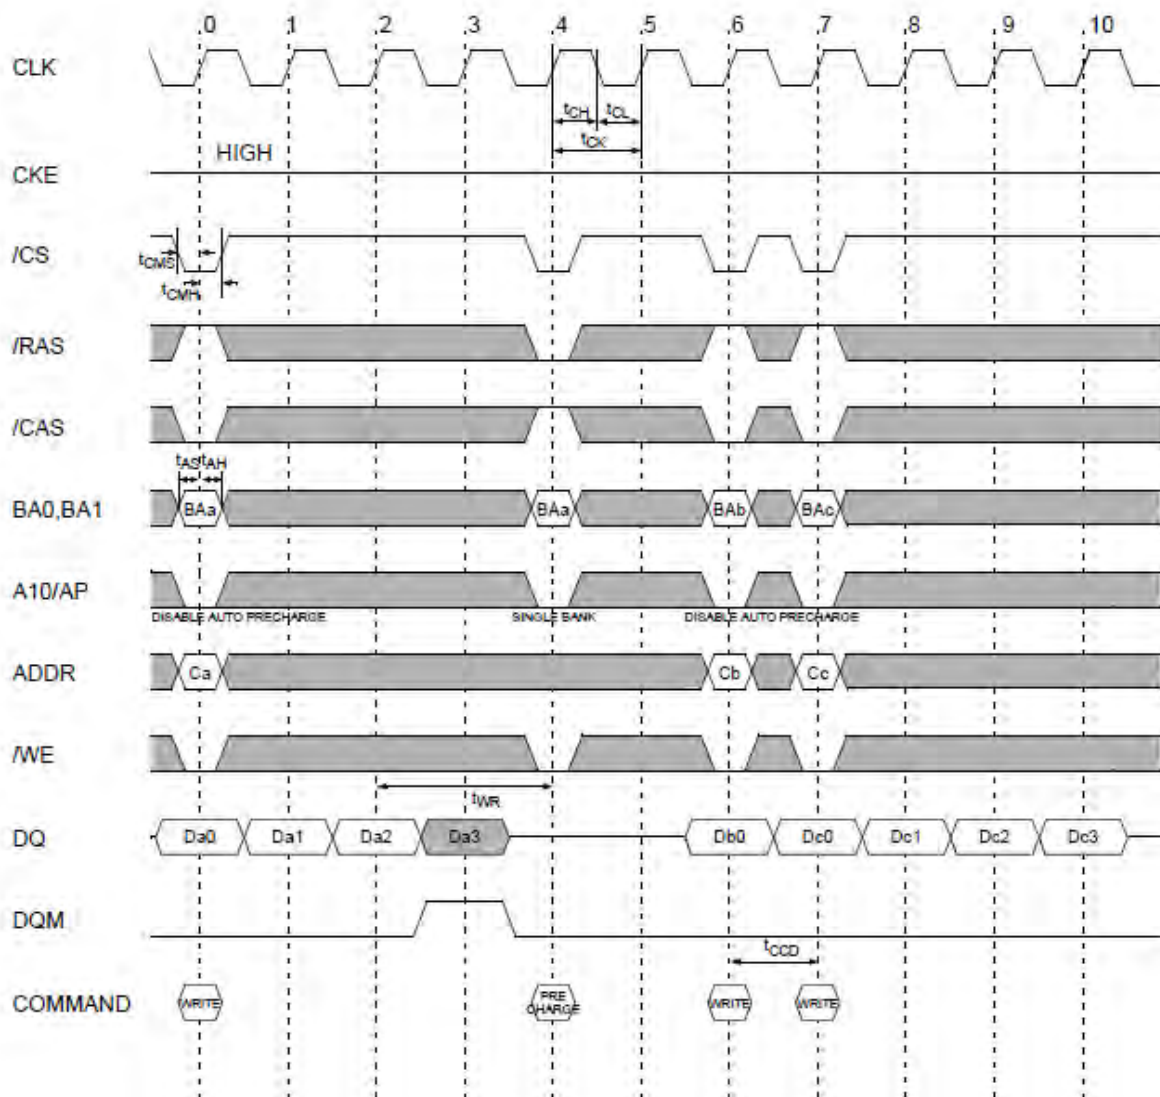 0 1 2 3 4 5 6 7 8 9 10
CLK
tCH tCL
tCK
HIGH
CKE
/CS
tCMS
tCMH
/RAS
/CAS
tAS tAH
BA0,BA1 BAa BAa BAb BAc
A10/AP
DISABLE AUTO PRECHARGE SINGLE BANK DISABLE AUTO PRECHARGE
ADDR Ca Cb Cc
/WE
tWR
DQ Da0 Da1 Da2 Da3 Db0 Dc0 Dc1 Dc2 Dc3
DQM
tCCD
COMMAND WRITE PRE CHARGE WRITE WRITE